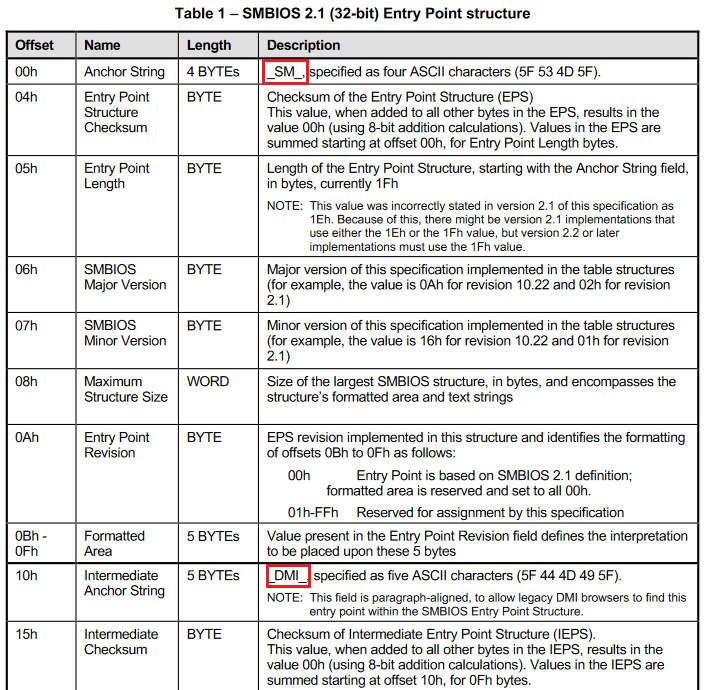 Table 1 – SMBIOS 2.1 (32-bit) Entry Point structure
Offset Name Length Description
00h Anchor String 4 BYTEs _SM_, specified as four ASCII characters (5F 53 4D 5F).
04h Entry Point BYTE Checksum of the Entry Point Structure (EPS)
Structure This value, when added to all other bytes in the EPS, results in the
Checksum value 00h (using 8-bit addition calculations). Values in the EPS are
summed starting at offset 00h, for Entry Point Length bytes.
05h Entry Point BYTE Length of the Entry Point Structure, starting with the Anchor String field,
Length in bytes, currently 1Fh
NOTE: This value was incorrectly stated in version 2.1 of this specification as
1Eh. Because of this, there might be version 2.1 implementations that
use either the 1Eh or the 1Fh value, but version 2.2 or later
implementations must use the 1Fh value.
06h SMBIOS BYTE Major version of this specification implemented in the table structures
Major Version (for example, the value is 0Ah for revision 10.22 and 02h for revision
2.1)
07h SMBIOS BYTE Minor version of this specification implemented in the table structures
Minor Version (for example, the value is 16h for revision 10.22 and 01h for revision
2.1)
08h Maximum WORD Size of the largest SMBIOS structure, in bytes, and encompasses the
Structure Size structure’s formatted area and text strings
0Ah Entry Point BYTE EPS revision implemented in this structure and identifies the formatting
Revision of offsets 0Bh to 0Fh as follows:
00h Entry Point is based on SMBIOS 2.1 definition;
formatted area is reserved and set to all 00h.
01h-FFh Reserved for assignment by this specification
0Bh - Formatted 5 BYTEs Value present in the Entry Point Revision field defines the interpretation
0Fh Area to be placed upon these 5 bytes
10h Intermediate 5 BYTEs _DMI_, specified as five ASCII characters (5F 44 4D 49 5F).
Anchor String NOTE: This field is paragraph-aligned, to allow legacy DMI browsers to find this
entry point within the SMBIOS Entry Point Structure.
15h Intermediate BYTE Checksum of Intermediate Entry Point Structure (IEPS).
Checksum This value, when added to all other bytes in the IEPS, results in the
value 00h (using 8-bit addition calculations). Values in the IEPS are
summed starting at offset 10h, for 0Fh bytes.